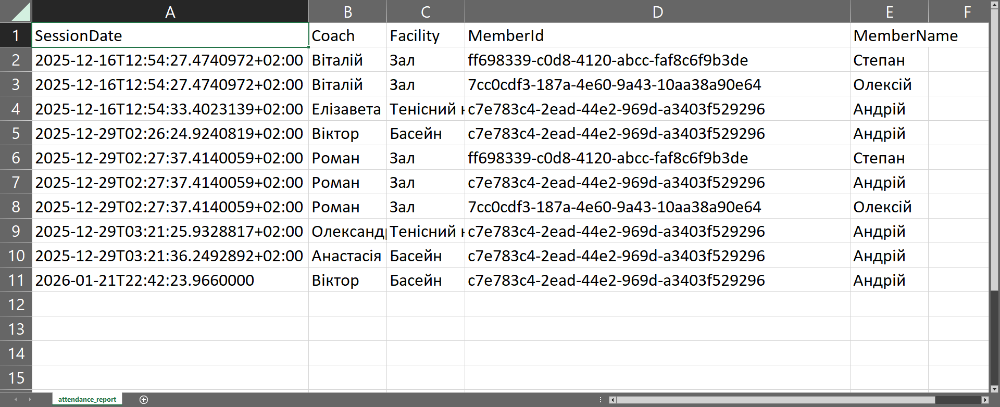 A B C D E F
1 SessionDate Coach Facility MemberId MemberName
2 2025-12-16T12:54:27.4740972+02:00 Віталій Зал ff698339-c0d8-4120-abcc-faf8c6f9b3de Степан
3 2025-12-16T12:54:27.4740972+02:00 Віталій Зал 7cc0cdf3-187a-4e60-9a43-10aa38a90e64 Олексій
4 2025-12-16T12:54:33.4023139+02:00 Елізавета Тенісний c7e783c4-2ead-44e2-969d-a3403f529296 Андрій
5 2025-12-29T02:26:24.9240819+02:00 Віктор Басейн c7e783c4-2ead-44e2-969d-a3403f529296 Андрій
6 2025-12-29T02:27:37.4140059+02:00 Роман Зал ff698339-c0d8-4120-abcc-faf8c6f9b3de Степан
7 2025-12-29T02:27:37.4140059+02:00 Роман Зал c7e783c4-2ead-44e2-969d-a3403f529296 Андрій
8 2025-12-29T02:27:37.4140059+02:00 Роман Зал 7cc0cdf3-187a-4e60-9a43-10aa38a90e64 Олексій
9 2025-12-29T03:21:25.9328817+02:00 Олександр Тенісний c7e783c4-2ead-44e2-969d-a3403f529296 Андрій
10 2025-12-29T03:21:36.2492892+02:00 Анастасія Басейн c7e783c4-2ead-44e2-969d-a3403f529296 Андрій
11 2026-01-21T22:42:23.9660000 Віктор Басейн c7e783c4-2ead-44e2-969d-a3403f529296 Андрій
12
13
14
15
attendance_report